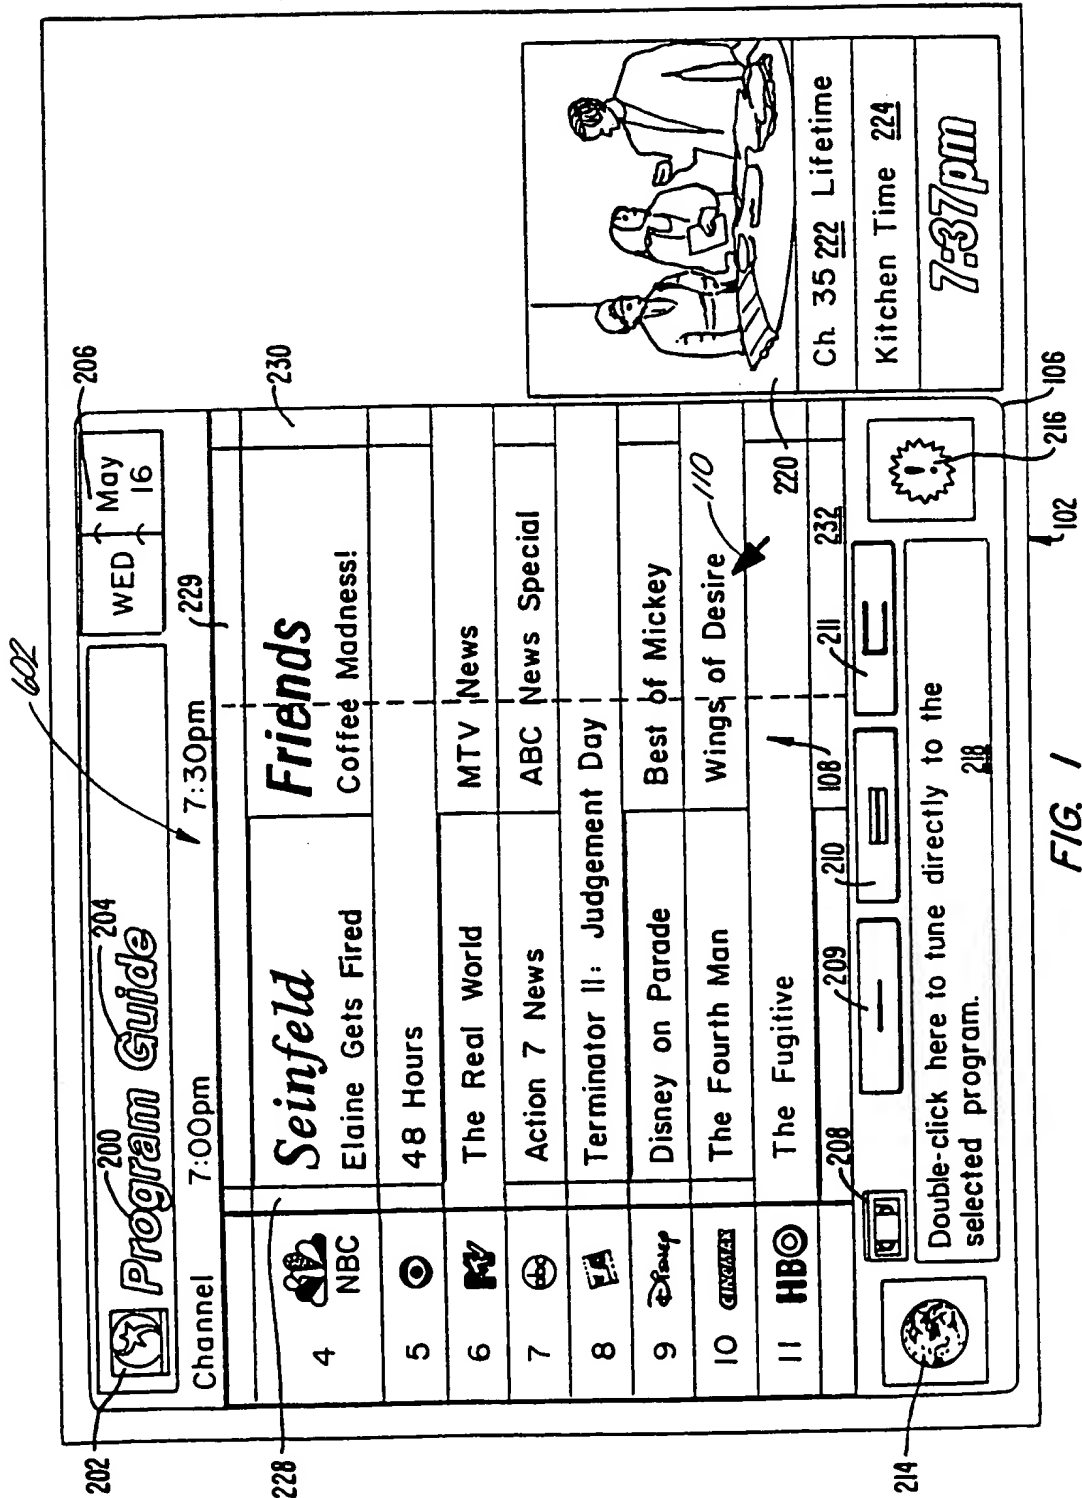 602
200
204
206
202
Program Guide
WED May
16
229
Channel 7:00pm 7:30pm
228
230
4 NBC
Seinfeld
Elaine Gets Fired
Friends
Coffee Madness!
5 48 Hours
6 MTV The Real World MTV News
7 abc Action 7 News ABC News Special
8 Terminator II: Judgement Day
9 Disney Disney on Parade Best of Mickey
10 CINEMAX The Fourth Man Wings of Desire
110
11 HBO The Fugitive
220
108
232
208
209
210
211
Double-click here to tune directly to the
selected program. 218
214
216
102
106
Ch. 35 222 Lifetime
Kitchen Time 224
7:37pm
FIG. 1